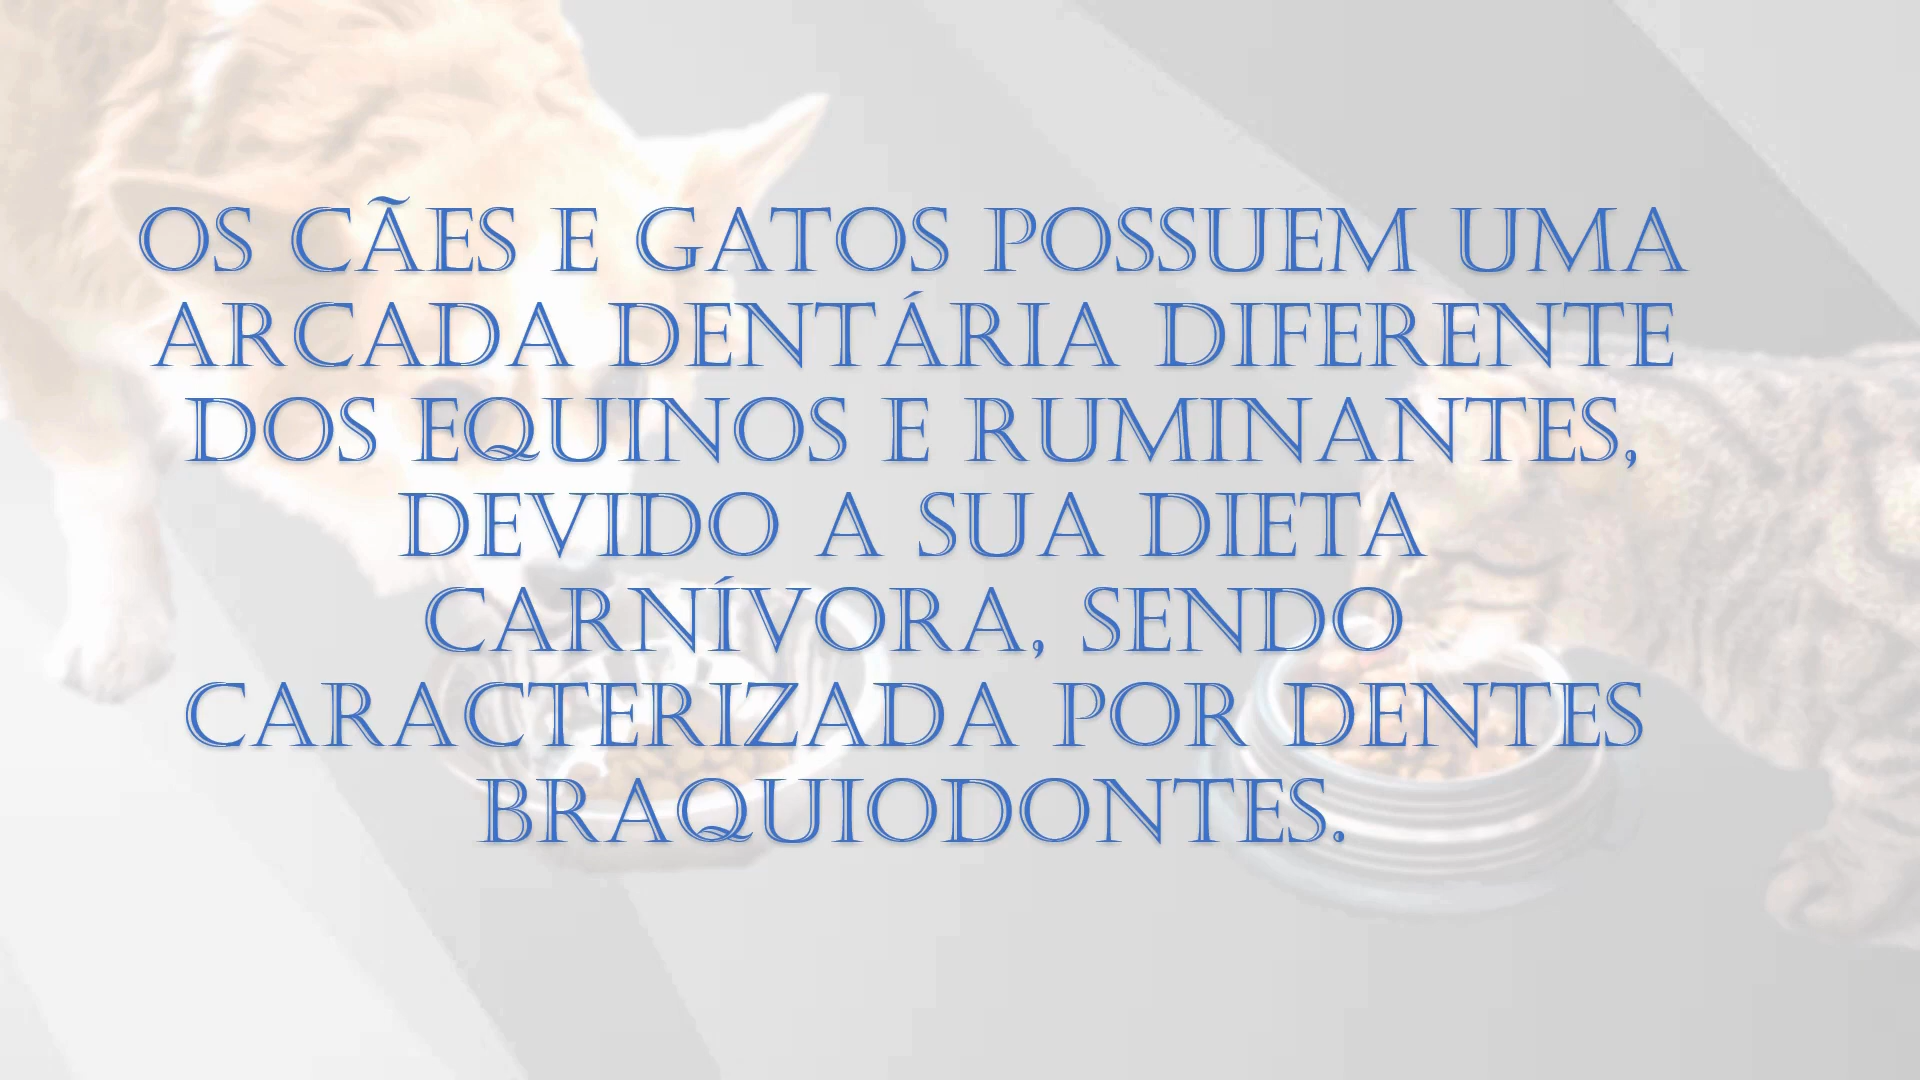 OS CÃES E GATOS POSSUEM UMA
ARCADA DENTÁRIA DIFERENTE
DOS EQUINOS E RUMINANTES,
DEVIDO A SUA DIETA
CARNÍVORA, SENDO
CARACTERIZADA POR DENTES
BRAQUIODONTES.